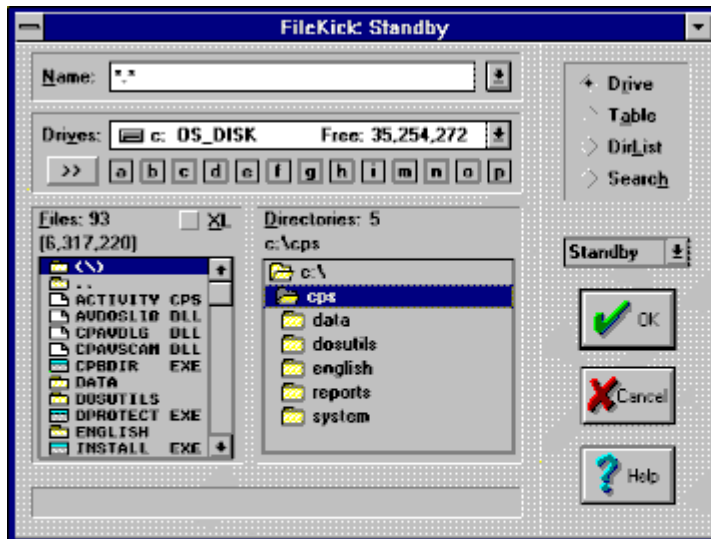 FileKick: Standby
Name: *.*
Drives: c: OS_DISK Free: 35,254,272
>> a b c d e f g h i m n o p
Files: 93 XL
[6,317,220]
<\>
..
ACTIVITY CPS
AVDOSLIB DLL
CPAVDLG DLL
CPAVSCAM DLL
CPBDIR EXE
DATA
DOSUTILS
DPROTECT EXE
ENGLISH
INSTALL EXE
Directories: 5
c:\cps
c:\
cps
data
dosutils
english
reports
system
Drive
Table
DirList
Search
Standby
OK
Cancel
Help